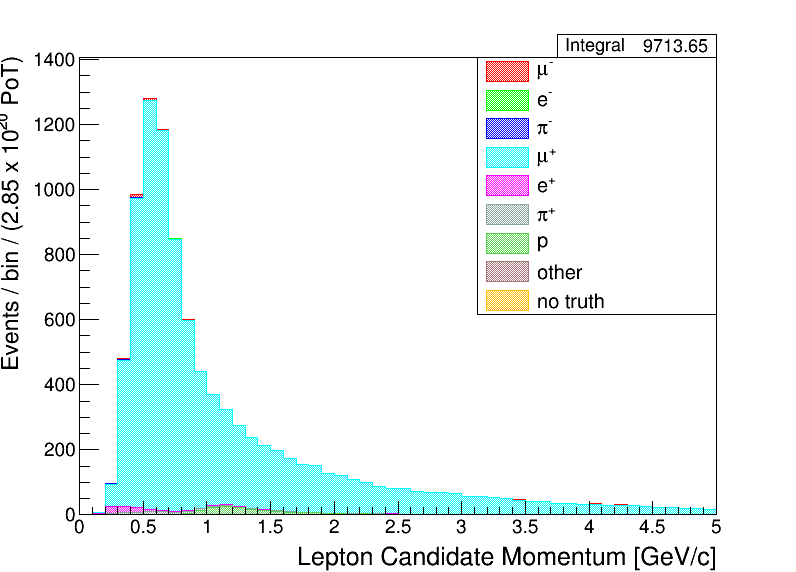 Integral 9713.65
μ-
e-
π-
μ+
e+
π+
p
other
no truth
Events / bin / (2.85 x 10^20 PoT)
1400
1200
1000
800
600
400
200
0
0 0.5 1 1.5 2 2.5 3 3.5 4 4.5 5
Lepton Candidate Momentum [GeV/c]